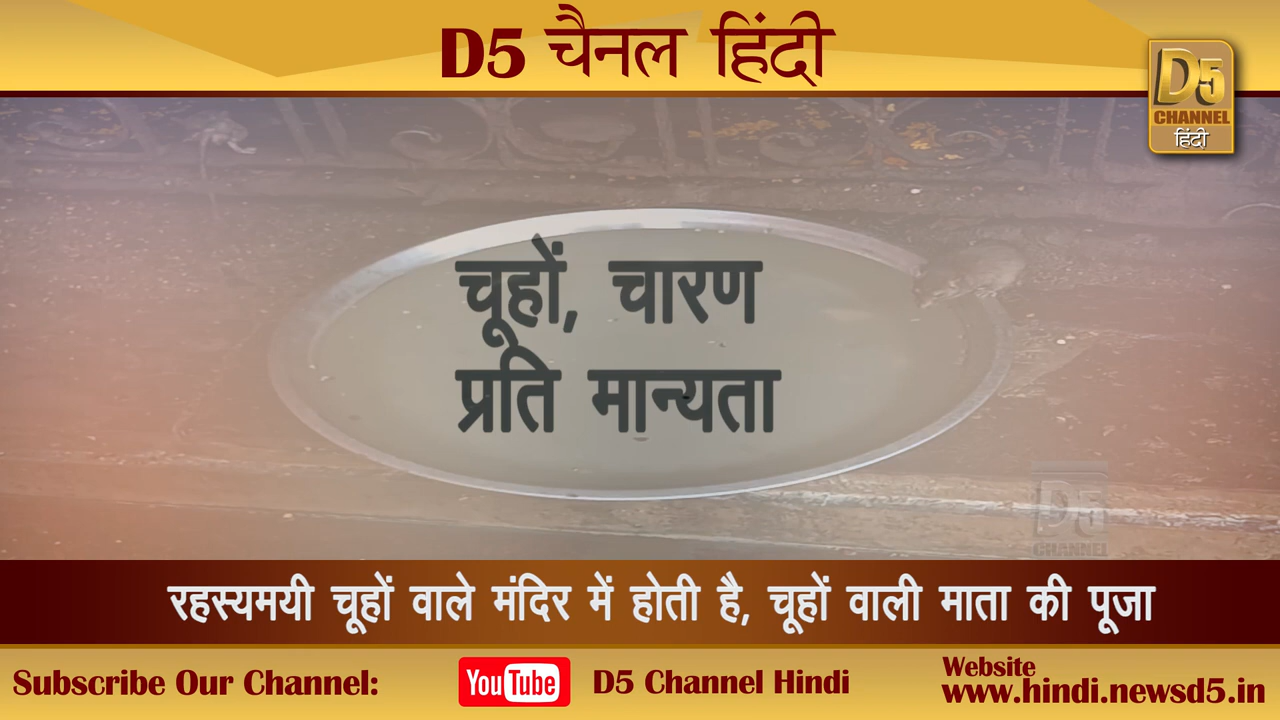 D5 चैनल हिंदी
D5
CHANNEL
हिंदी
चूहों, चारण
प्रति मान्यता
D5
CHANNEL
रहस्यमयी चूहों वाले मंदिर में होती है, चूहों वाली माता की पूजा
Subscribe Our Channel:
YouTube
D5 Channel Hindi
Website
www.hindi.newsd5.in